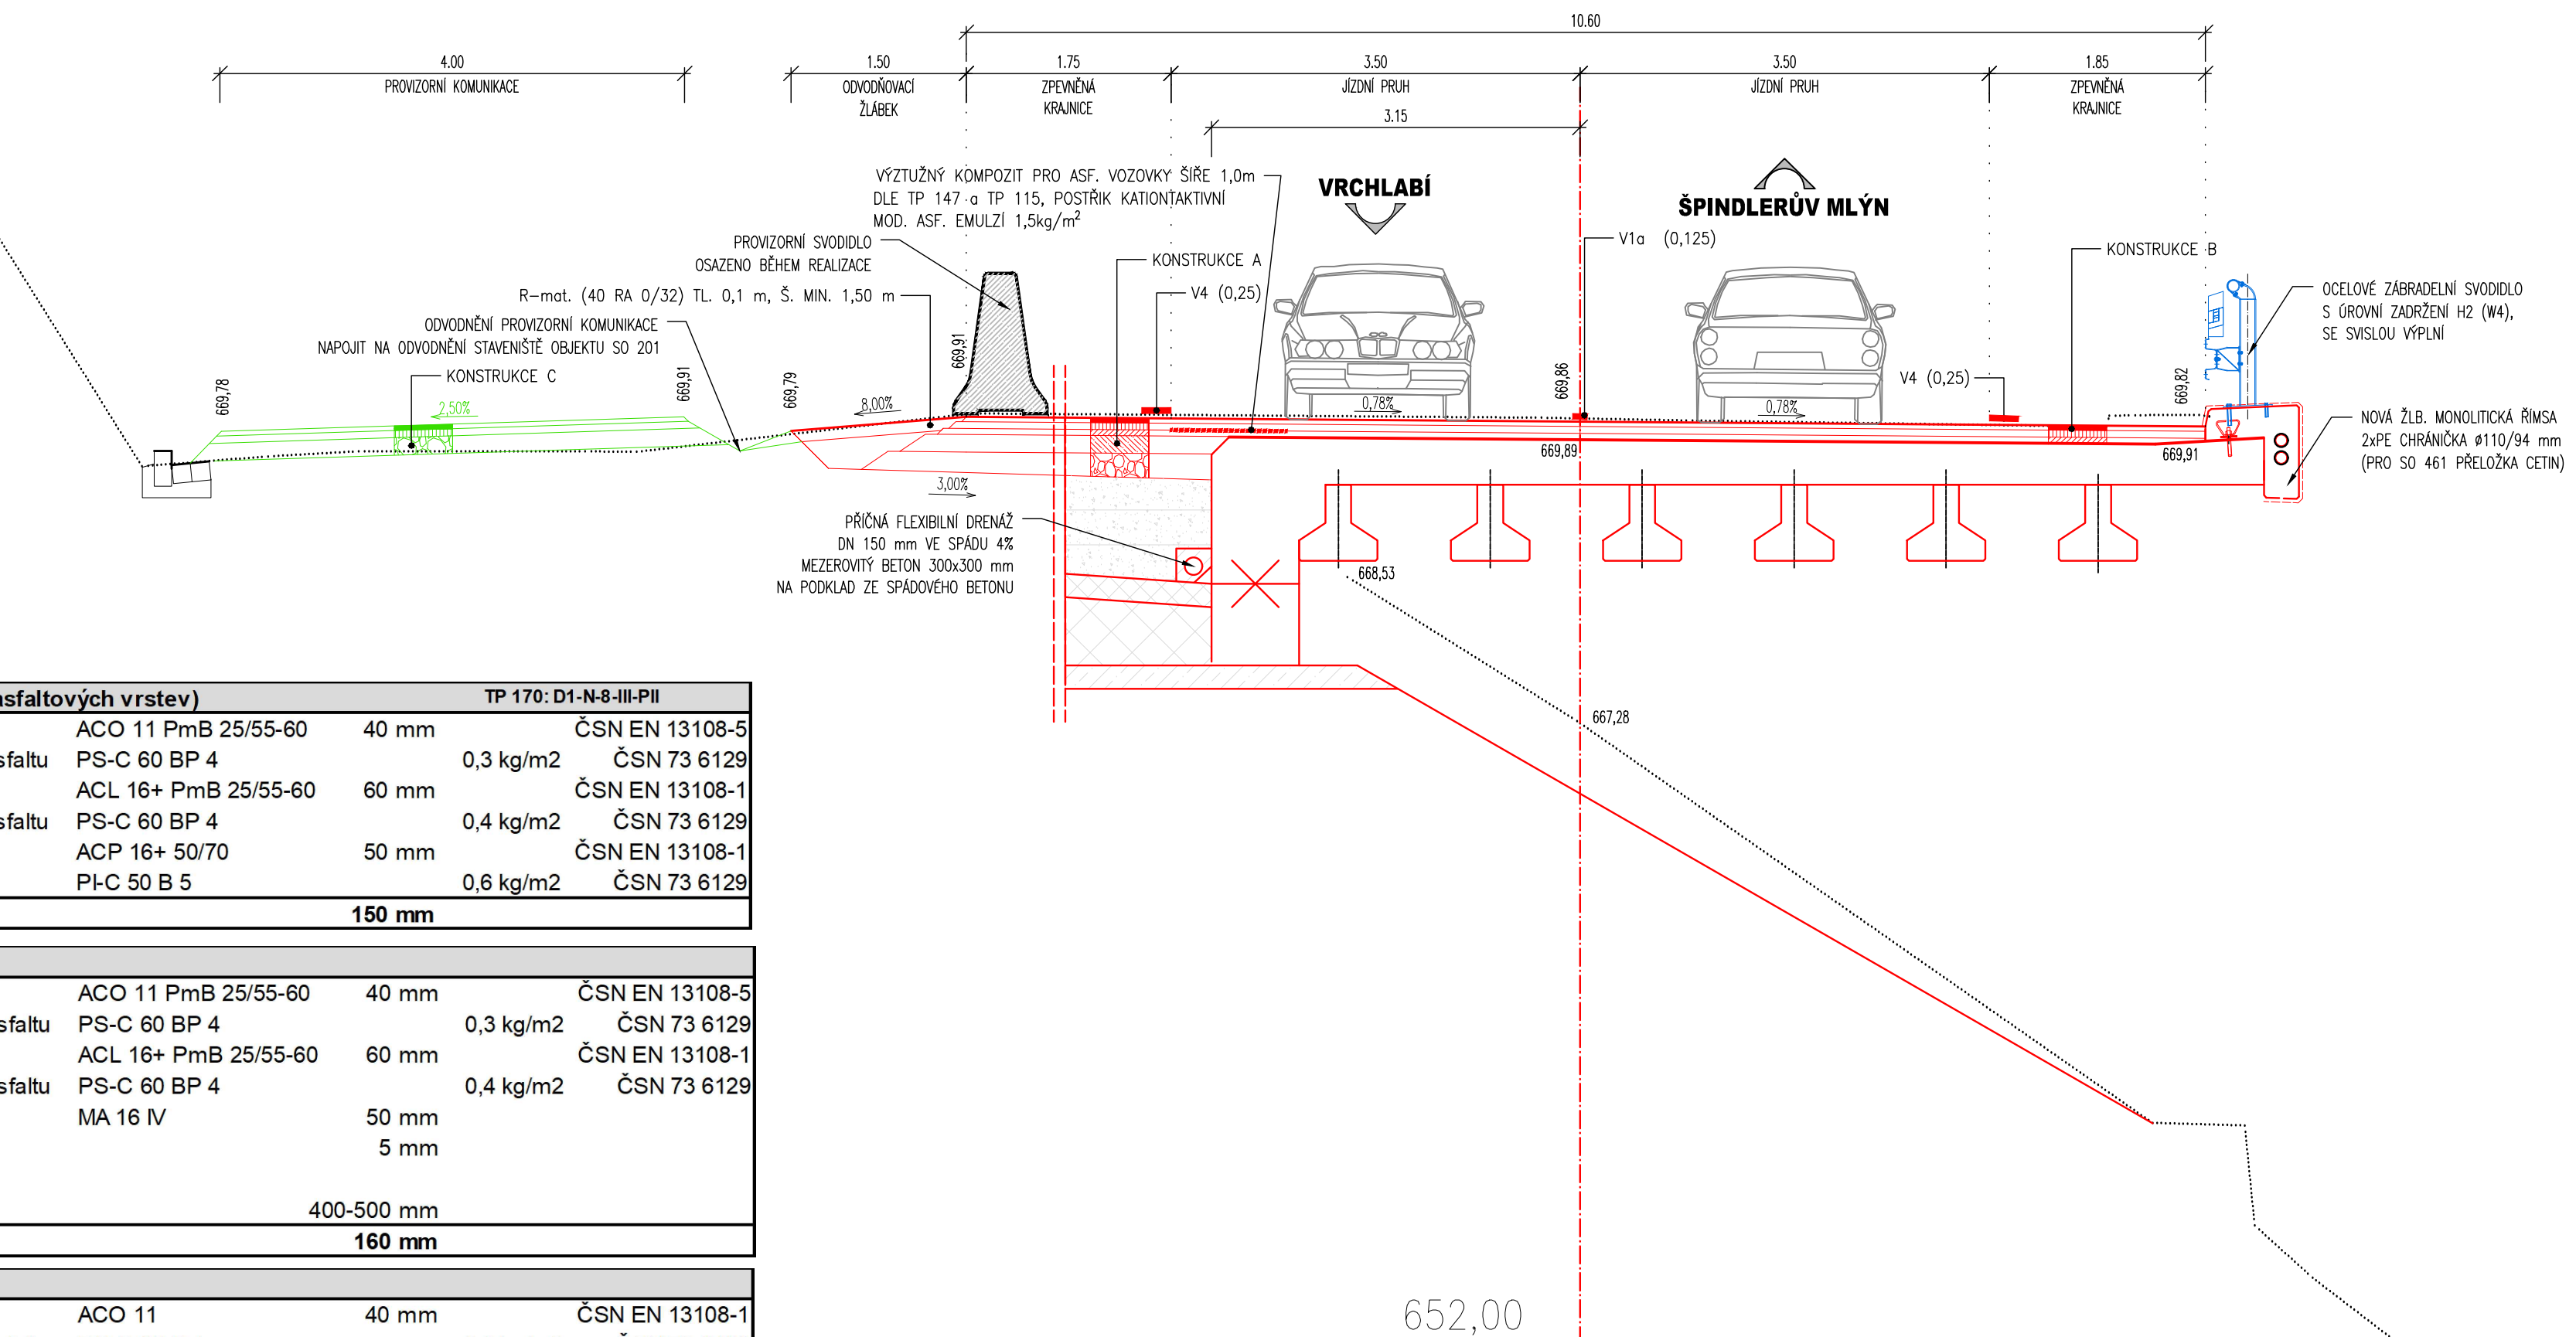 10.60
4.00
PROVIZORNÍ KOMUNIKACE
1.50
ODVODŇOVACÍ
ŽLÁBEK
1.75
ZPEVNĚNÁ
KRAJNICE
3.50
JÍZDNÍ PRUH
3.50
JÍZDNÍ PRUH
1.85
ZPEVNĚNÁ
KRAJNICE
3.15
VÝZTUŽNÝ KOMPOZIT PRO ASF. VOZOVKY ŠÍŘE 1,0m
DLE TP 147 a TP 115, POSTŘIK KATIONTAKTIVNÍ
MOD. ASF. EMULZÍ 1,5kg/m²
VRCHLABÍ
ŠPINDLERŮV MLÝN
PROVIZORNÍ SVODIDLO
OSAZENO BĚHEM REALIZACE
KONSTRUKCE A
V1a (0,125)
KONSTRUKCE B
R-mat. (40 RA 0/32) TL. 0,1 m, Š. MIN. 1,50 m
V4 (0,25)
OCELOVÉ ZÁBRADELNÍ SVODIDLO
S ÚROVNÍ ZADRŽENÍ H2 (W4),
SE SVISLOU VÝPLNÍ
ODVODNĚNÍ PROVIZORNÍ KOMUNIKACE
NAPOJIT NA ODVODNĚNÍ STAVENIŠTĚ OBJEKTU SO 201
KONSTRUKCE C
V4 (0,25)
669,78
669,91
669,79
669,91
669,86
669,82
2,50%
8,00%
0,78%
0,78%
NOVÁ ŽLB. MONOLITICKÁ ŘÍMSA
2xPE CHRÁNIČKA ø110/94 mm
(PRO SO 461 PŘELOŽKA CETIN)
669,89
669,91
3,00%
PŘÍČNÁ FLEXIBILNÍ DRENÁŽ
DN 150 mm VE SPÁDU 4%
MEZEROVITÝ BETON 300x300 mm
NA PODKLAD ZE SPÁDOVÉHO BETONU
668,53
667,28
asfaltových vrstev) TP 170: D1-N-8-III-PII
ACO 11 PmB 25/55-60 40 mm ČSN EN 13108-5
sfaltu PS-C 60 BP 4 0,3 kg/m2 ČSN 73 6129
ACL 16+ PmB 25/55-60 60 mm ČSN EN 13108-1
sfaltu PS-C 60 BP 4 0,4 kg/m2 ČSN 73 6129
ACP 16+ 50/70 50 mm ČSN EN 13108-1
PI-C 50 B 5 0,6 kg/m2 ČSN 73 6129
150 mm
ACO 11 PmB 25/55-60 40 mm ČSN EN 13108-5
sfaltu PS-C 60 BP 4 0,3 kg/m2 ČSN 73 6129
ACL 16+ PmB 25/55-60 60 mm ČSN EN 13108-1
sfaltu PS-C 60 BP 4 0,4 kg/m2 ČSN 73 6129
MA 16 IV 50 mm
5 mm
400-500 mm
160 mm
ACO 11 40 mm ČSN EN 13108-1
652,00